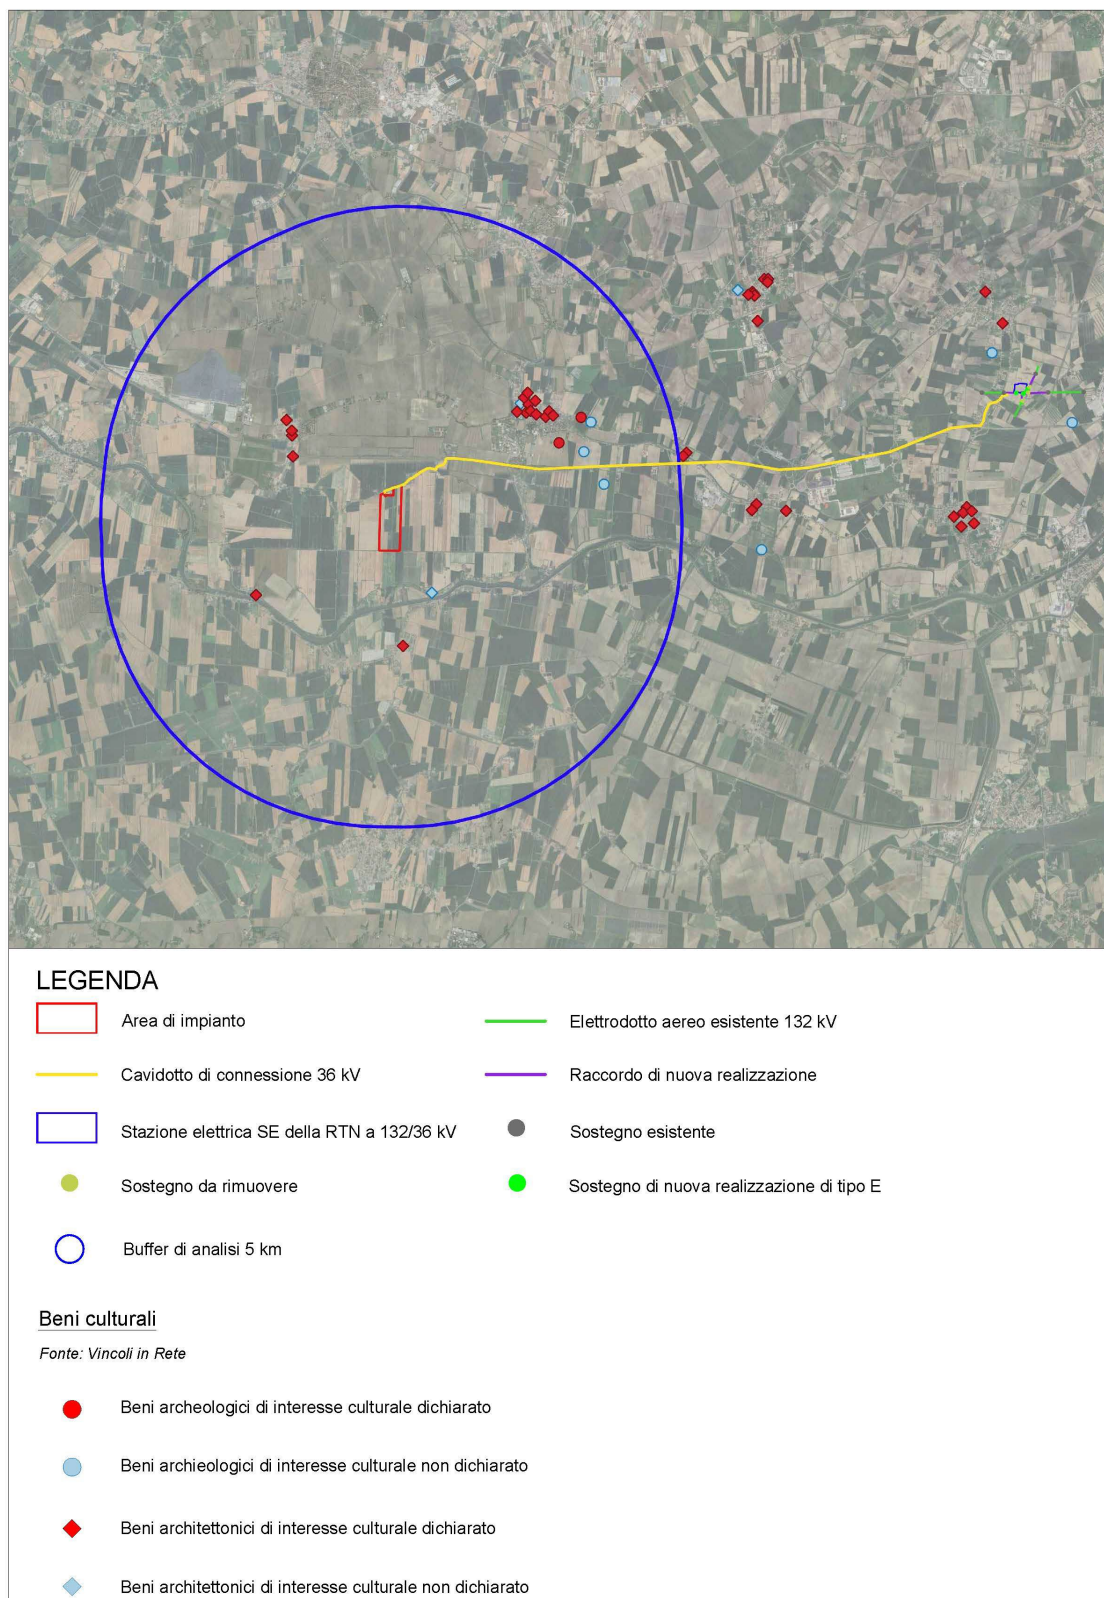 LEGENDA
Area di impianto
Elettrodotto aereo esistente 132 kV
Cavidotto di connessione 36 kV
Raccordo di nuova realizzazione
Stazione elettrica SE della RTN a 132/36 kV
Sostegno esistente
Sostegno da rimuovere
Sostegno di nuova realizzazione di tipo E
Buffer di analisi 5 km
Beni culturali
Fonte: Vincoli in Rete
Beni archeologici di interesse culturale dichiarato
Beni archieologici di interesse culturale non dichiarato
Beni architettonici di interesse culturale dichiarato
Beni architettonici di interesse culturale non dichiarato